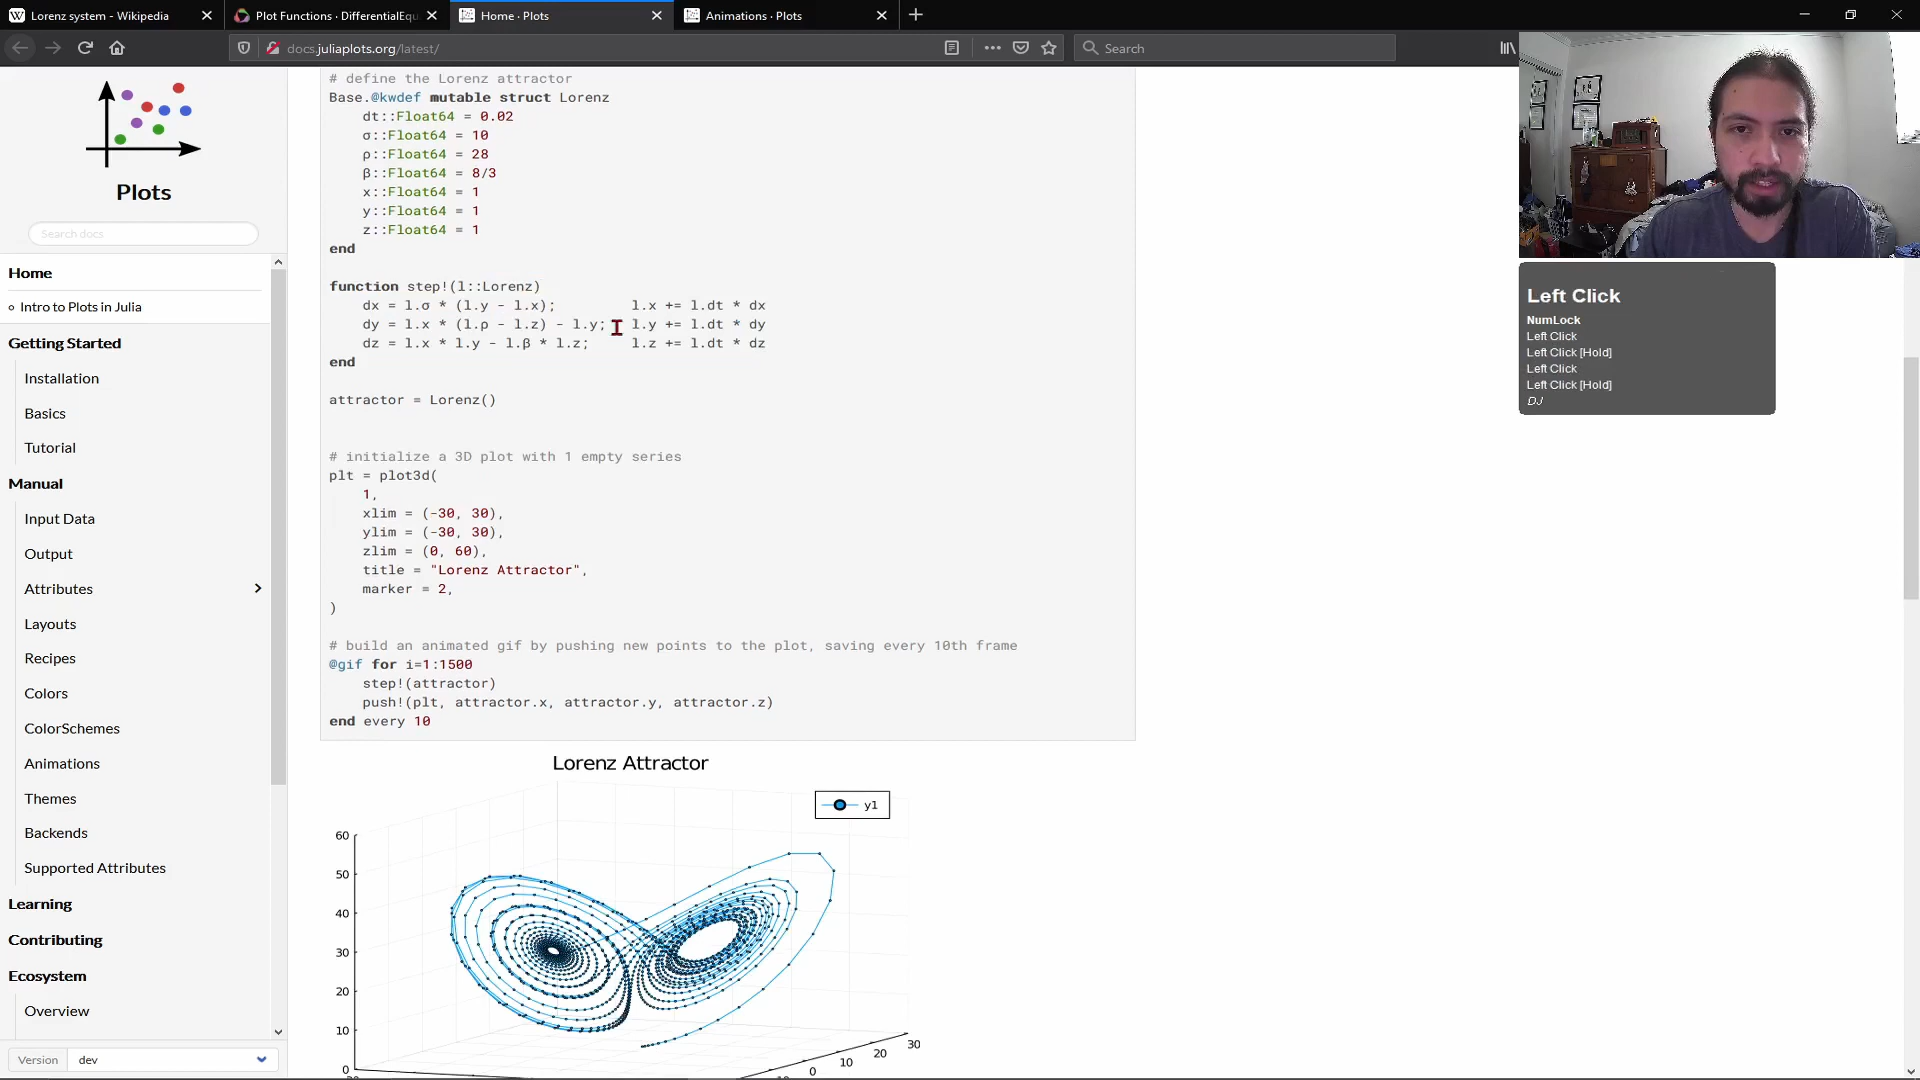 Lorenz system - Wikipedia
Plot Functions · DifferentialEqu
Home · Plots
Animations · Plots
docs.juliaplots.org/latest/
Search
Plots
Search docs
Home
Intro to Plots in Julia
Getting Started
Installation
Basics
Tutorial
Manual
Input Data
Output
Attributes
Layouts
Recipes
Colors
ColorSchemes
Animations
Themes
Backends
Supported Attributes
Learning
Contributing
Ecosystem
Overview
Version dev
# define the Lorenz attractor
Base.@kwdef mutable struct Lorenz
dt::Float64 = 0.02
σ::Float64 = 10
ρ::Float64 = 28
β::Float64 = 8/3
x::Float64 = 1
y::Float64 = 1
z::Float64 = 1
end
function step!(l::Lorenz)
dx = l.σ * (l.y - l.x); l.x += l.dt * dx
dy = l.x * (l.ρ - l.z) - l.y; l.y += l.dt * dy
dz = l.x * l.y - l.β * l.z; l.z += l.dt * dz
end
attractor = Lorenz()
# initialize a 3D plot with 1 empty series
plt = plot3d(
1,
xlim = (-30, 30),
ylim = (-30, 30),
zlim = (0, 60),
title = "Lorenz Attractor",
marker = 2,
)
# build an animated gif by pushing new points to the plot, saving every 10th frame
@gif for i=1:1500
step!(attractor)
push!(plt, attractor.x, attractor.y, attractor.z)
end every 10
Lorenz Attractor
y1
60
50
40
30
20
10
0
30
20
10
0
Left Click
NumLock
Left Click
Left Click [Hold]
Left Click
Left Click [Hold]
DJ